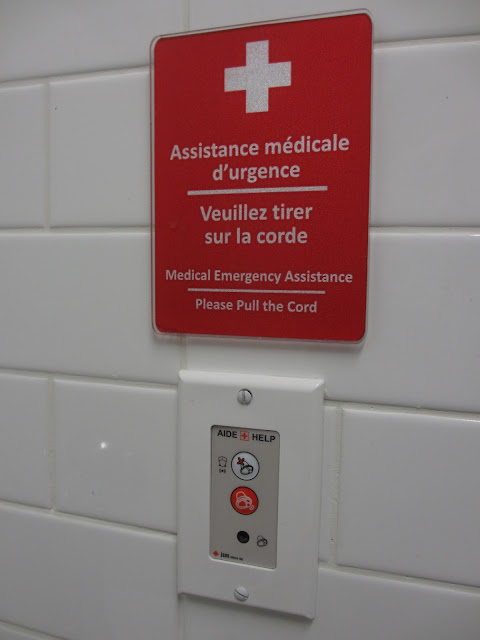 Assistance médicale
d'urgence
Veuillez tirer
sur la corde
Medical Emergency Assistance
Please Pull the Cord
AIDE HELP